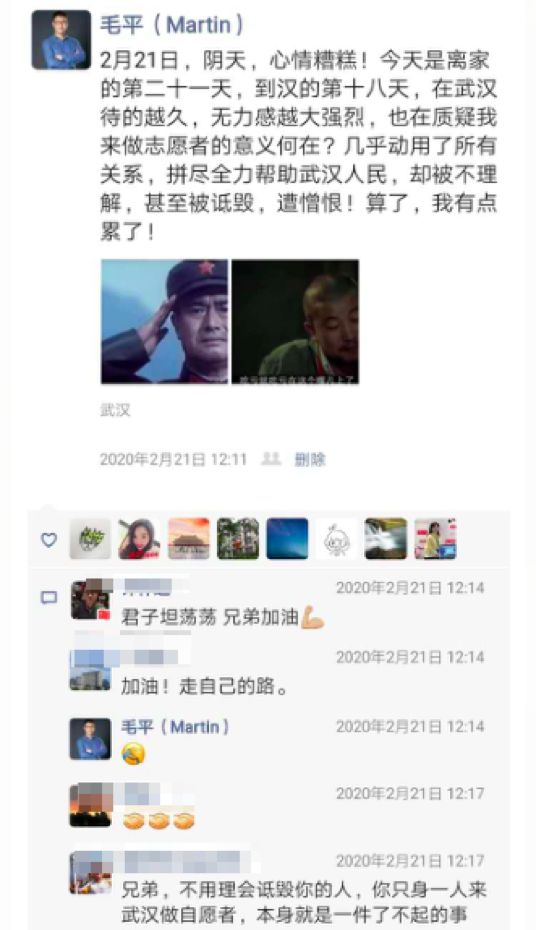 毛平（Martin）
2月21日，阴天，心情糟糕！今天是离家
的第二十一天，到汉的第十八天，在武汉
待的越久，无力感越大强烈，也在质疑我
来做志愿者的意义何在？几乎动用了所有
关系，拼尽全力帮助武汉人民，却被不理
解，甚至被诋毁，遭憎恨！算了，我有点
累了！
武汉
2020年2月21日 12:11 删除
2020年2月21日 12:14
君子坦荡荡 兄弟加油💪🏼
2020年2月21日 12:14
加油！走自己的路。
毛平（Martin） 2020年2月21日 12:14
2020年2月21日 12:17
2020年2月21日 12:17
兄弟，不用理会诋毁你的人，你只身一人来
武汉做自愿者，本身就是一件了不起的事